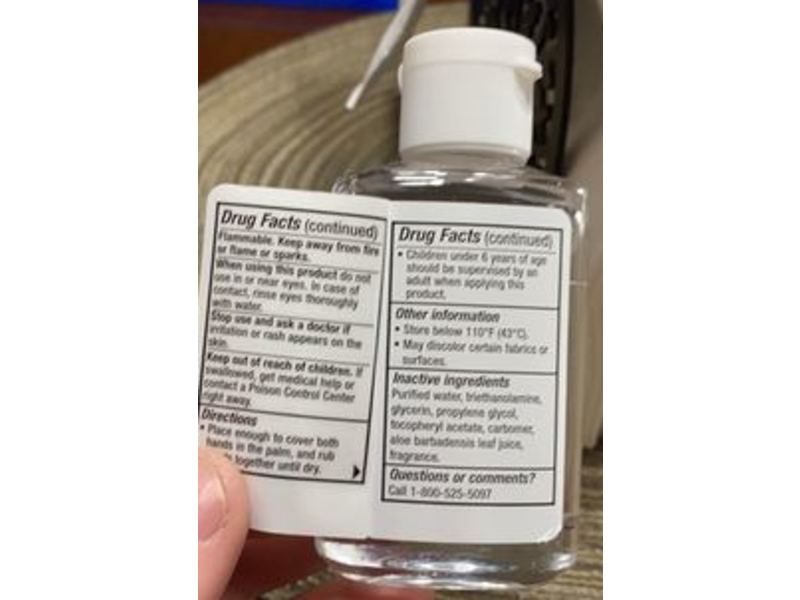 Drug Facts (continued)
Flammable. Keep away from fire
or flame or sparks.
When using this product do not
use in or near eyes. In case of
contact, rinse eyes thoroughly
with water.
Stop use and ask a doctor if
irritation or rash appears on the
skin.
Keep out of reach of children. If
swallowed, get medical help or
contact a Poison Control Center
right away.
Directions
• Place enough to cover both
hands in the palm, and rub
together until dry.
Drug Facts (continued)
• Children under 6 years of age
should be supervised by an
adult when applying this
product.
Other information
• Store below 110°F (43°C).
• May discolor certain fabrics or
surfaces.
Inactive ingredients
Purified water, triethanolamine,
glycerin, propylene glycol,
tocopheryl acetate, carbomer,
aloe barbadensis leaf juice,
fragrance.
Questions or comments?
Call 1-800-525-5097